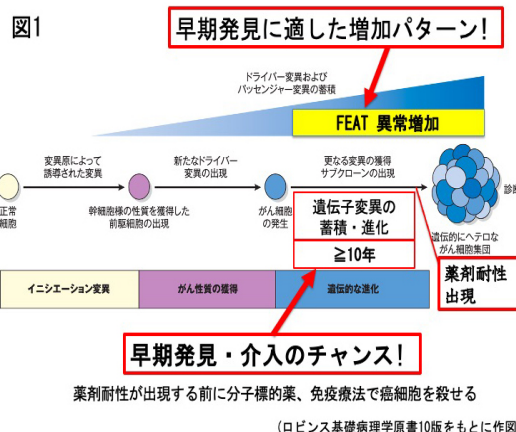 図1
早期発見に適した増加パターン!
ドライバー変異および
パッセンジャー変異の蓄積
FEAT 異常増加
変異原によって
誘導された変異
新たなドライバー
変異の出現
更なる変異の獲得
サブクローンの出現
正常
細胞
幹細胞様の性質を獲得した
前駆細胞の出現
がん細胞
の発生
遺伝子変異の
蓄積・進化
≧10年
診断
遺伝的にヘテロな
がん細胞集団
薬剤耐性
出現
イニシエーション変異
がん性質の獲得
遺伝的な進化
早期発見・介入のチャンス!
薬剤耐性が出現する前に分子標的薬、免疫療法で癌細胞を殺せる
(ロビンス基礎病理学原書10版をもとに作図